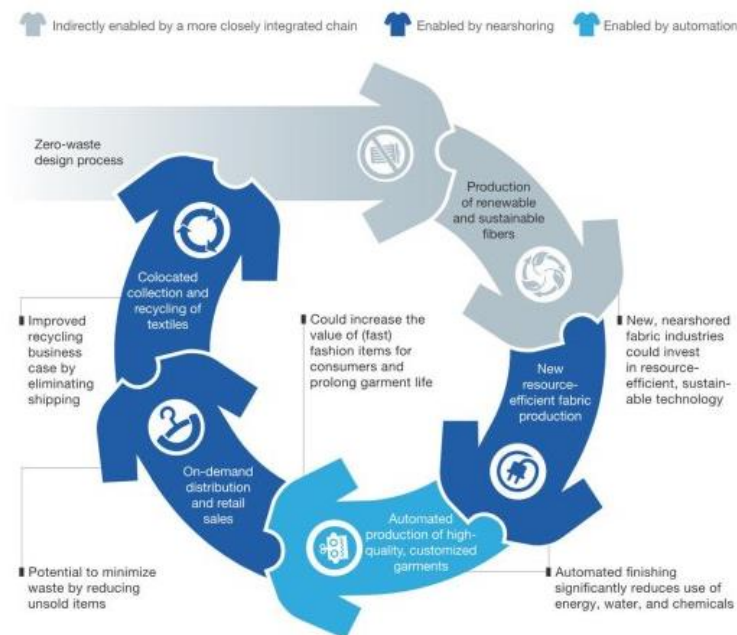 Indirectly enabled by a more closely integrated chain
Enabled by nearshoring
Enabled by automation
Zero-waste
design process
Production
of renewable
and sustainable
fibers
Colocated
collection and
recycling of
textiles
Improved
recycling
business
case by
eliminating
shipping
Could increase the
value of (fast)
fashion items for
consumers and
prolong garment life
New
resource-
efficient fabric
production
New, nearshored
fabric industries
could invest
in resource-
efficient, sustain-
able technology
On-demand
distribution
and retail
sales
Automated
production of high-
quality, customized
garments
Potential to minimize
waste by reducing
unsold items
Automated finishing
significantly reduces use of
energy, water, and chemicals